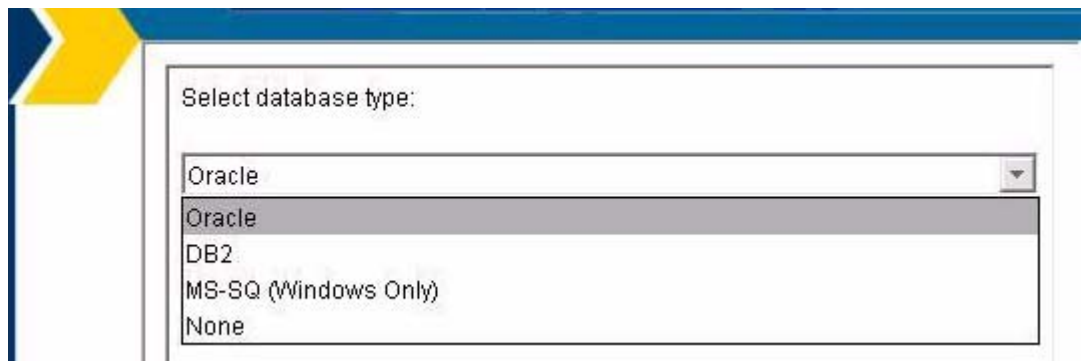 Select database type:
Oracle
Oracle
DB2
MS-SQ (Windows Only)
None